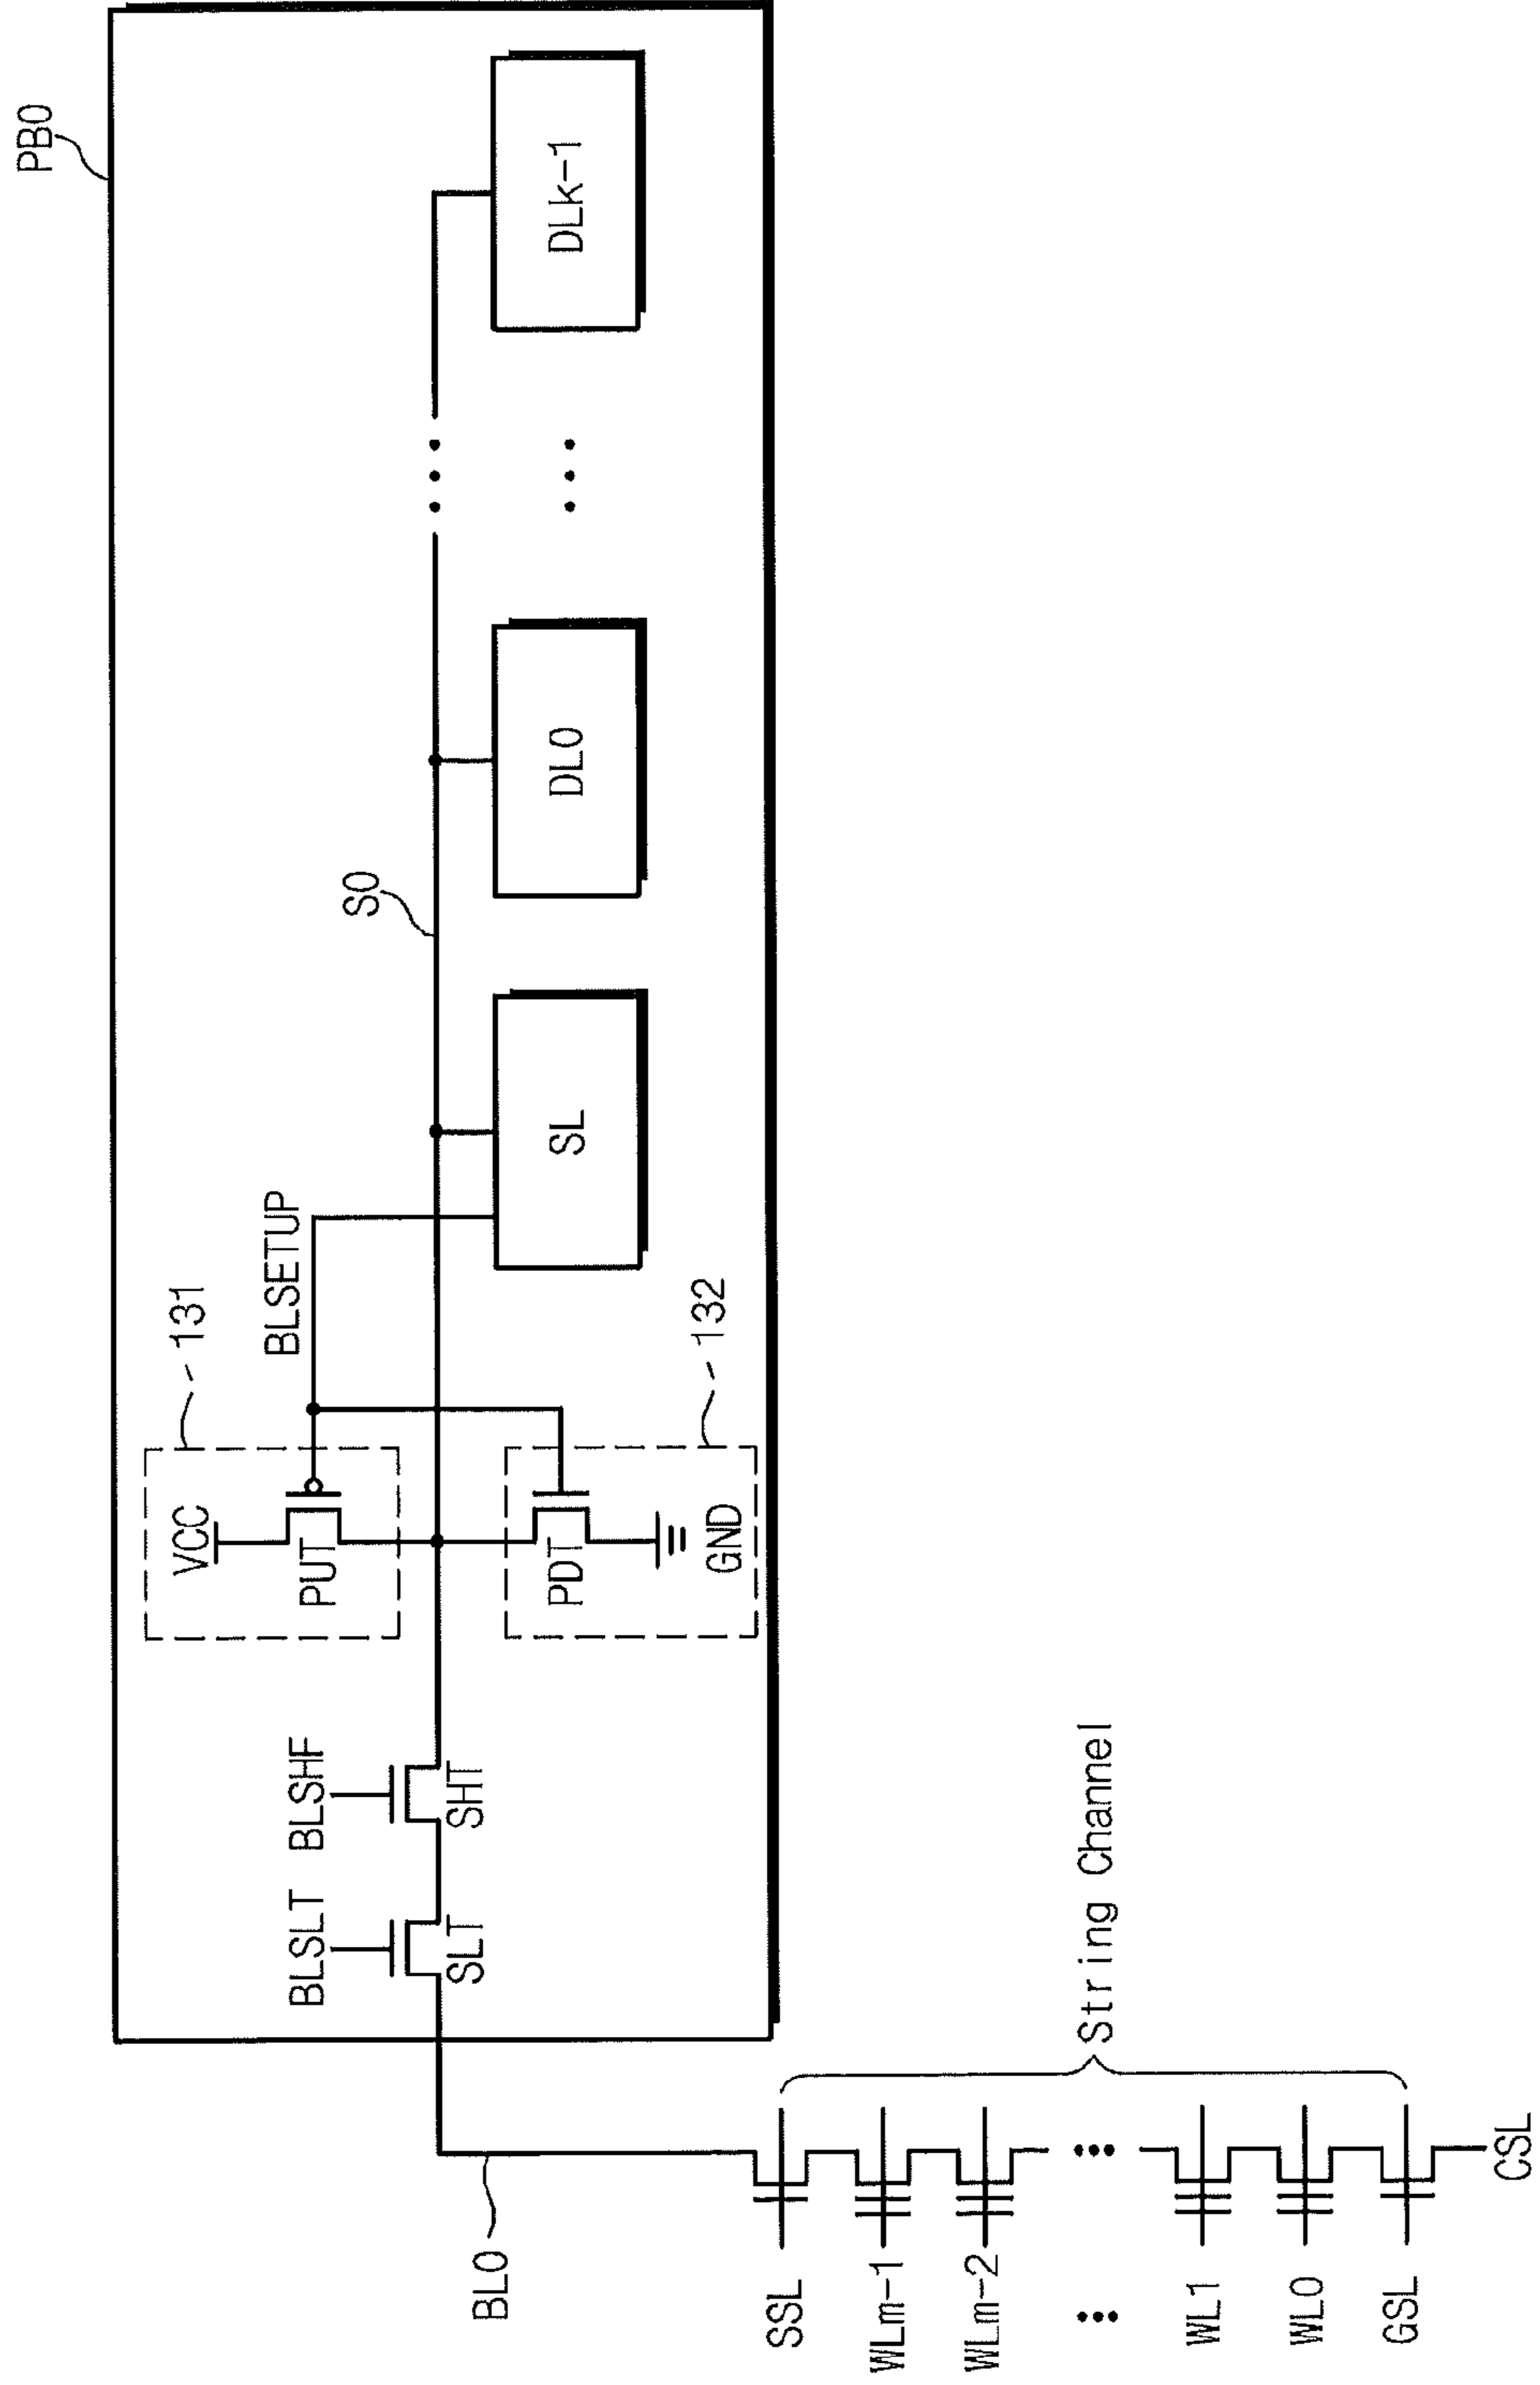 PB0
131
VCC
PUT
BLSETUP
SO
BLSLT
BLSHF
SLT
SHT
PDT
GND
132
SL
DL0
DLk-1
BL0
SSL
WLm-1
WLm-2
WL1
WL0
GSL
String Channel
CSL